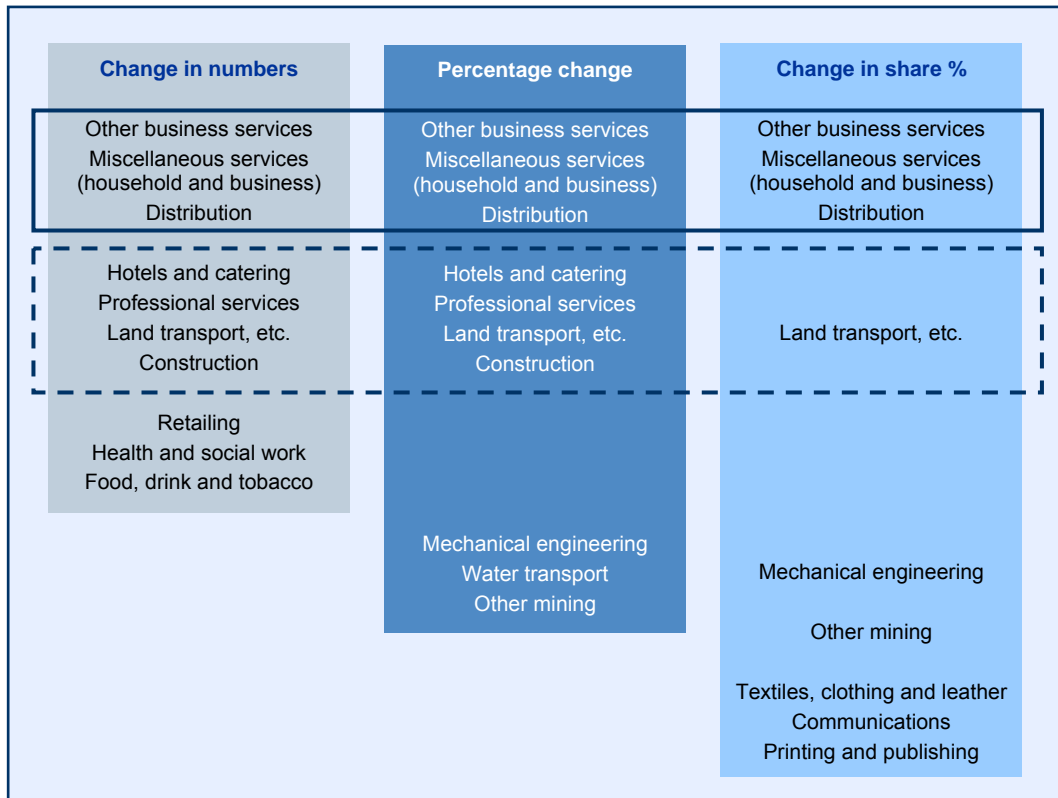 Change in numbers
Other business services
Miscellaneous services
(household and business)
Distribution
Hotels and catering
Professional services
Land transport, etc.
Construction
Retailing
Health and social work
Food, drink and tobacco
Percentage change
Other business services
Miscellaneous services
(household and business)
Distribution
Hotels and catering
Professional services
Land transport, etc.
Construction
Mechanical engineering
Water transport
Other mining
Change in share %
Other business services
Miscellaneous services
(household and business)
Distribution
Land transport, etc.
Mechanical engineering
Other mining
Textiles, clothing and leather
Communications
Printing and publishing